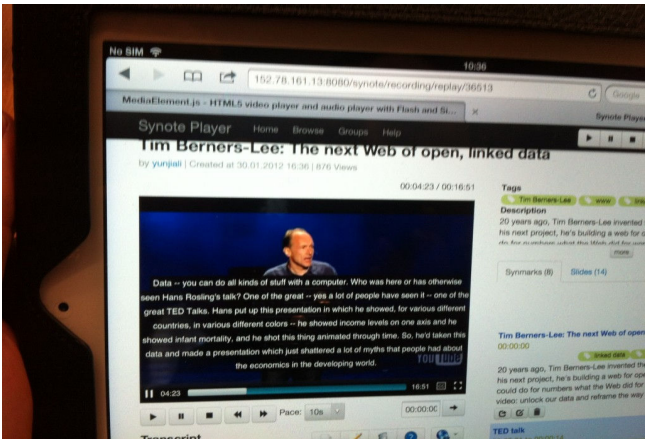 No SIM
10:36
152.78.161.13:8080/synote/recording/replay/36513
Google
MediaElement.js - HTML5 video player and audio player with Flash and Si...
Synote Playe
Synote Player Home Browse Groups Help
Tim Berners-Lee: The next Web of open, linked data
by yunjiali | Created at 30.01.2012 16:36 | 876 Views
00:04:23 / 00:16:51
Data -- you can do all kinds of stuff with a computer. Who was here or has otherwise
seen Hans Rosling's talk? One of the great -- yes a lot of people have seen it -- one of the
great TED Talks. Hans put up this presentation in which he showed, for various different
countries, in various different colors -- he showed income levels on one axis and he
showed infant mortality, and he shot this thing animated through time. So, he'd taken this
data and made a presentation which just shattered a lot of myths that people had about
the economics in the developing world.
YouTube
04:23
16:51
Pace: 10s
00:00:0
Transcript
Tags
Tim Berners-Lee
Description
20 years ago, Tim Berners-Lee invented
his next project, he's building a web for o
do for numbers what the Web did for
more
Synmarks (8) Slides (14)
Tim Berners-Lee: The next Web of open
00:00:00
linked data
20 years ago, Tim Berners-Lee invented the
could do for numbers what the Web did for
video: unlock our data and reframe the way
TED talk